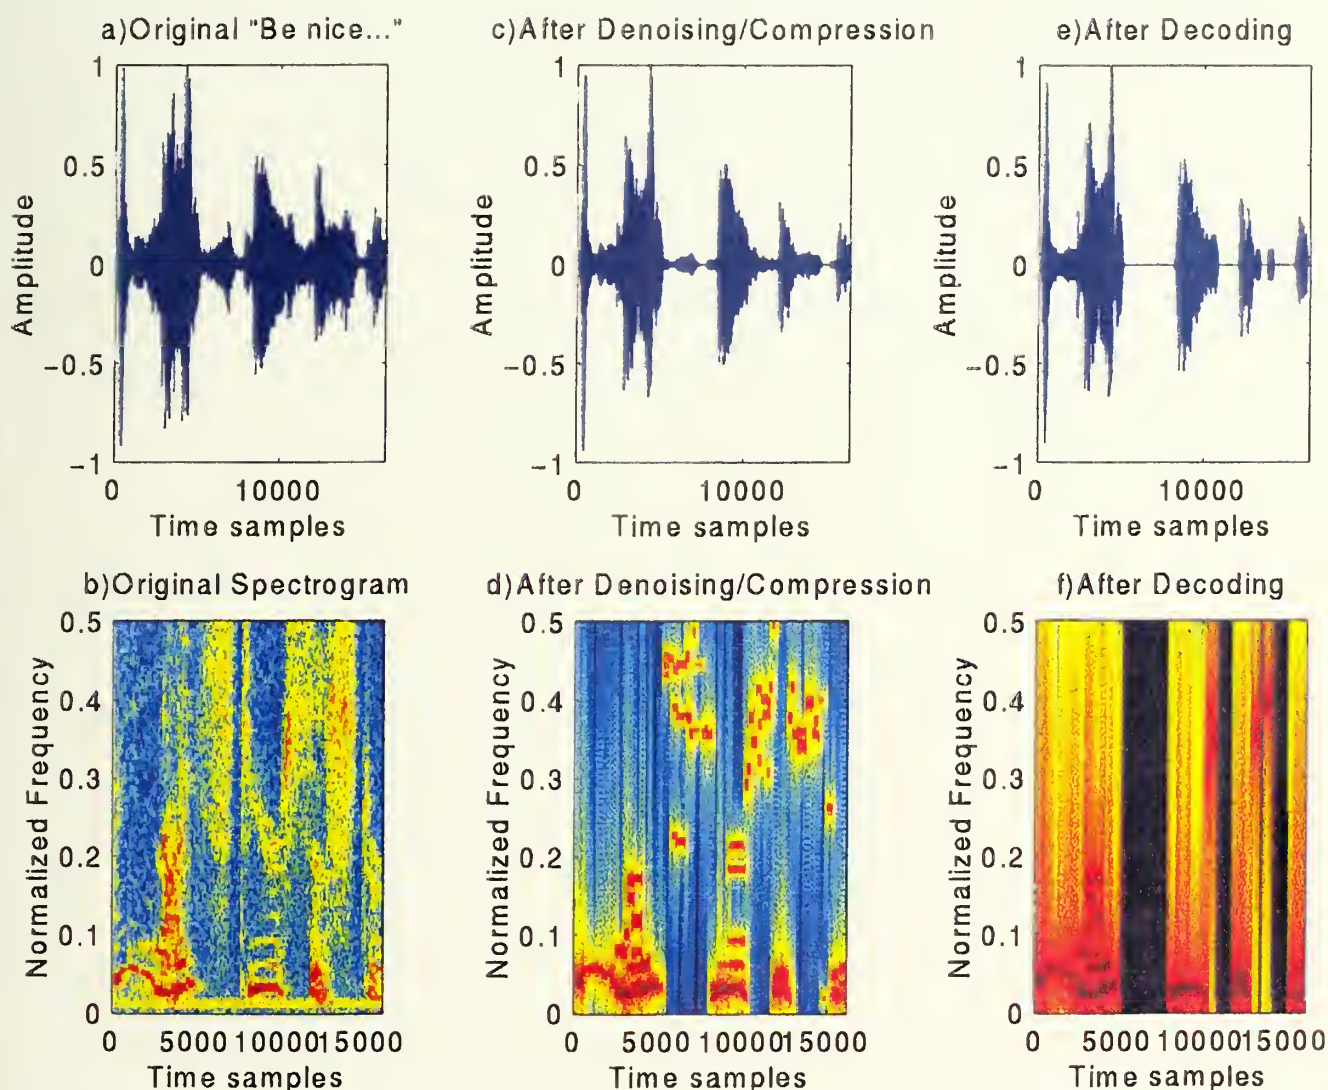 a)Original "Be nice..."
1
0.5
0
−0.5
−1
Amplitude
0 10000
Time samples
c)After Denoising/Compression
1
0.5
0
−0.5
−1
Amplitude
0 10000
Time samples
e)After Decoding
1
0.5
0
−0.5
−1
Amplitude
0 10000
Time samples
b)Original Spectrogram
0.5
0.4
0.3
0.2
0.1
0
Normalized Frequency
0 5000 10000 15000
Time samples
d)After Denoising/Compression
0.5
0.4
0.3
0.2
0.1
0
Normalized Frequency
0 5000 10000 15000
Time samples
f)After Decoding
0.5
0.4
0.3
0.2
0.1
0
Normalized Frequency
0 5000 10000 15000
Time samples